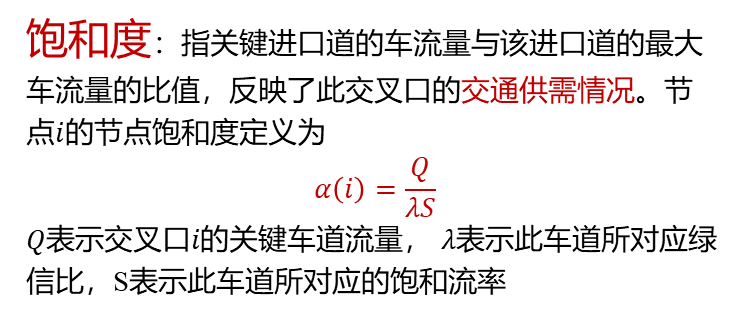 饱和度：指关键进口道的车流量与该进口道的最大
车流量的比值，反映了此交叉口的交通供需情况。节
点i的节点饱和度定义为
α(i) = Q/λS
Q表示交叉口i的关键车道流量， λ表示此车道所对应绿
信比，S表示此车道所对应的饱和流率